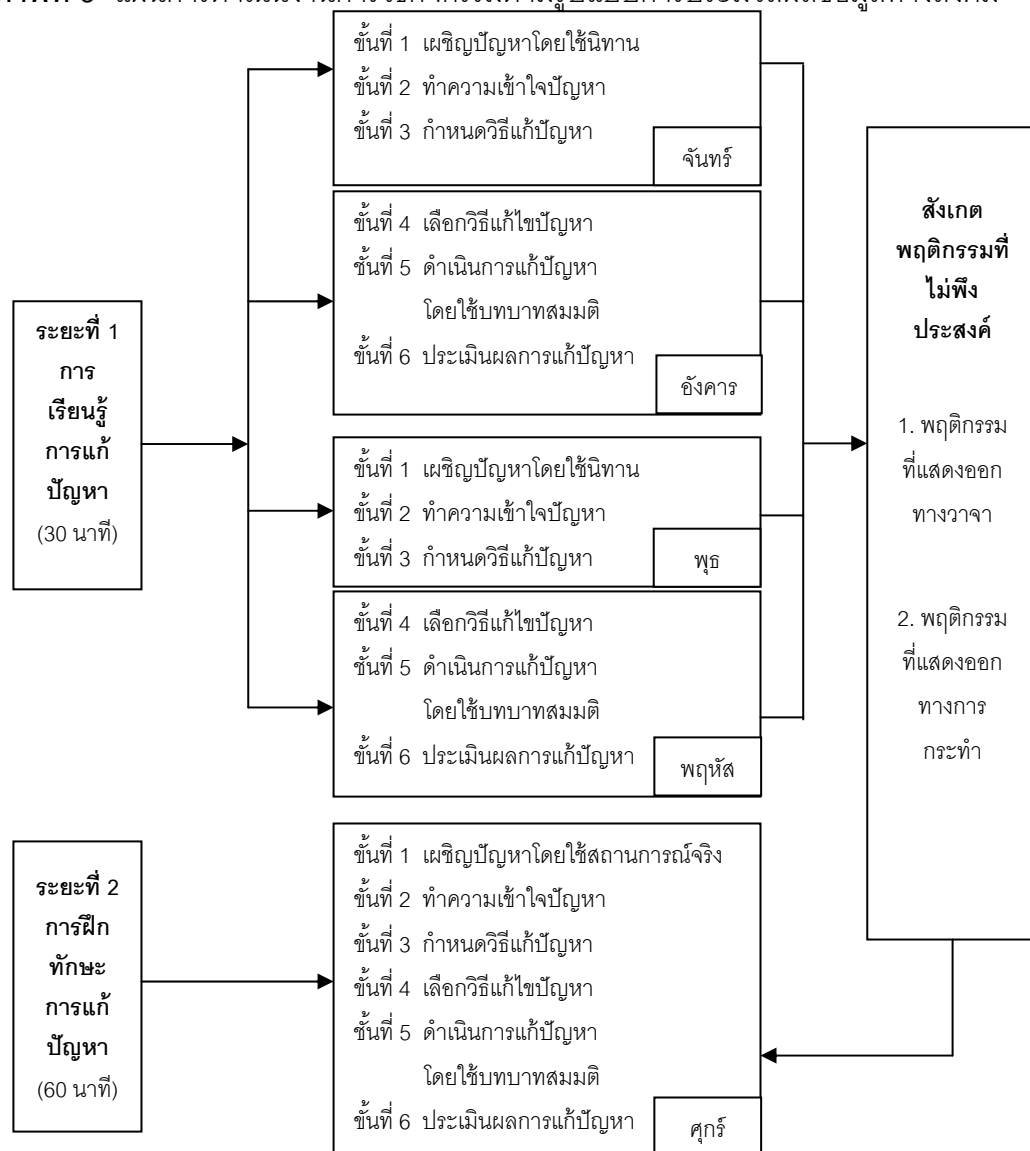 ขั้นที่ 1 เผชิญปัญหาโดยใช้นิทาน
ขั้นที่ 2 ทำความเข้าใจปัญหา
ขั้นที่ 3 กำหนดวิธีแก้ปัญหา
จันทร์
ขั้นที่ 4 เลือกวิธีแก้ไขปัญหา
ขั้นที่ 5 ดำเนินการแก้ปัญหา
โดยใช้บทบาทสมมติ
ขั้นที่ 6 ประเมินผลการแก้ปัญหา
อังคาร
ระยะที่ 1
การ
เรียนรู้
การแก้
ปัญหา
(30 นาที)
ขั้นที่ 1 เผชิญปัญหาโดยใช้นิทาน
ขั้นที่ 2 ทำความเข้าใจปัญหา
ขั้นที่ 3 กำหนดวิธีแก้ปัญหา
พุธ
ขั้นที่ 4 เลือกวิธีแก้ไขปัญหา
ขั้นที่ 5 ดำเนินการแก้ปัญหา
โดยใช้บทบาทสมมติ
ขั้นที่ 6 ประเมินผลการแก้ปัญหา
พฤหัส
สังเกต
พฤติกรรมที่
ไม่พึง
ประสงค์
1. พฤติกรรม
ที่แสดงออก
ทางวาจา
2. พฤติกรรม
ที่แสดงออก
ทางการ
กระทำ
ระยะที่ 2
การฝึก
ทักษะ
การแก้
ปัญหา
(60 นาที)
ขั้นที่ 1 เผชิญปัญหาโดยใช้สถานการณ์จริง
ขั้นที่ 2 ทำความเข้าใจปัญหา
ขั้นที่ 3 กำหนดวิธีแก้ปัญหา
ขั้นที่ 4 เลือกวิธีแก้ไขปัญหา
ขั้นที่ 5 ดำเนินการแก้ปัญหา
โดยใช้บทบาทสมมติ
ขั้นที่ 6 ประเมินผลการแก้ปัญหา
ศุกร์